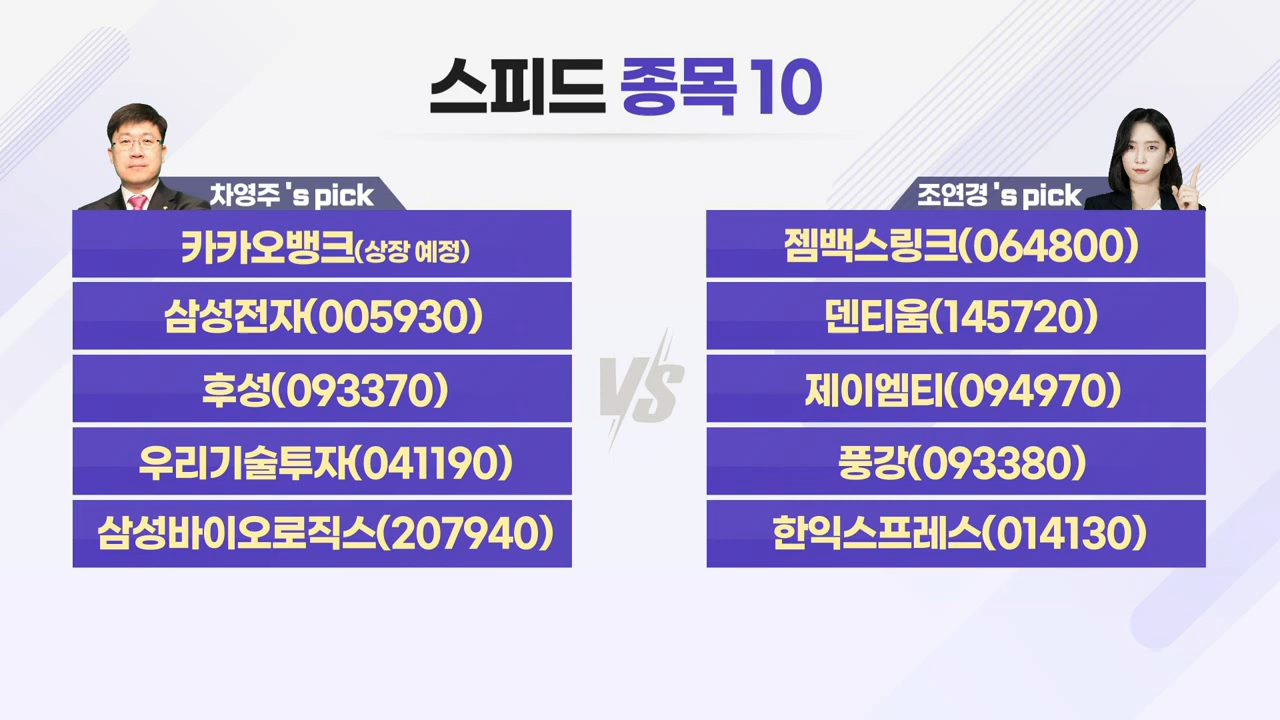 스피드 종목 10
차영주 's pick
카카오뱅크(상장 예정)
삼성전자(005930)
후성(093370)
우리기술투자(041190)
삼성바이오로직스(207940)
VS
조연경 's pick
젬백스링크(064800)
덴티움(145720)
제이엠티(094970)
풍강(093380)
한익스프레스(014130)